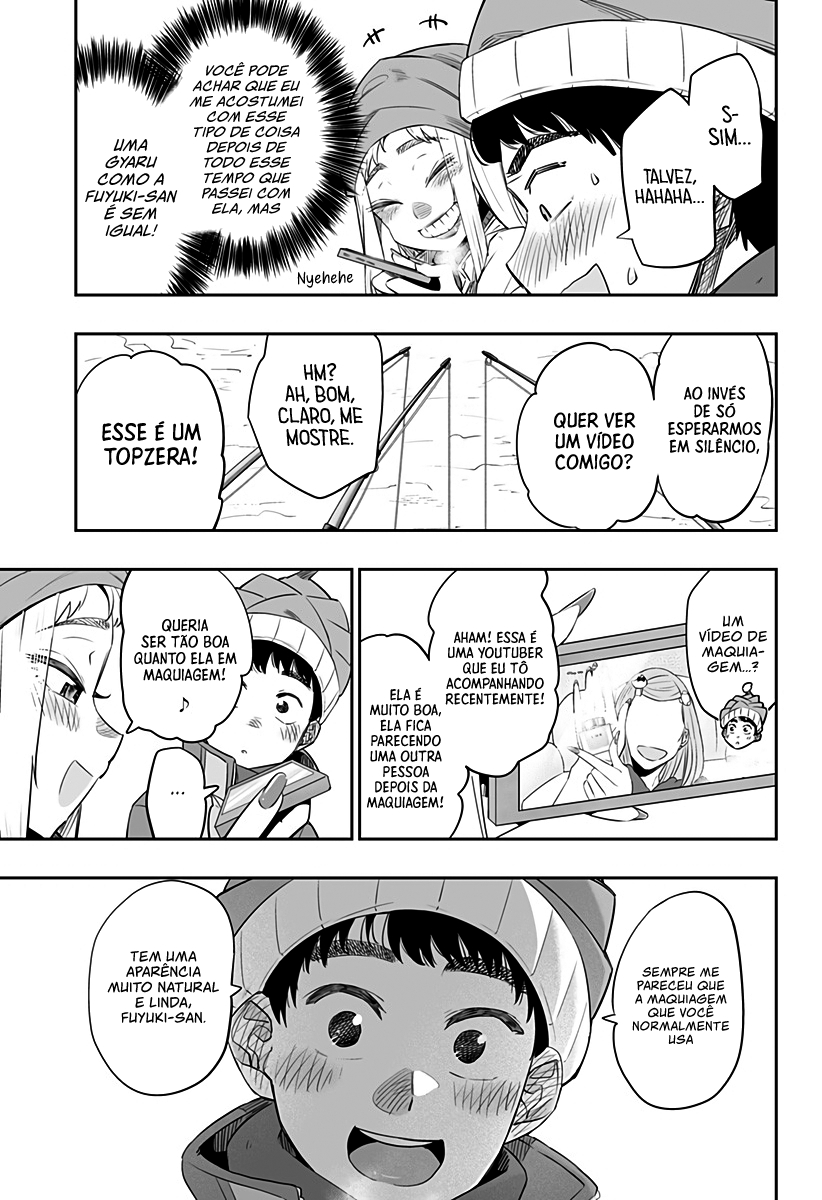 S-
SIM...
TALVEZ,
HAHAHA...
VOCÊ PODE
ACHAR QUE EU
ME ACOSTUMEI
COM ESSE
TIPO DE COISA
DEPOIS DE
TODO ESSE
TEMPO QUE
PASSEI COM
ELA, MAS
UMA
GYARU
COMO A
FUYUKI-SAN
É SEM
IGUAL!
Nyehehe
AO INVÉS
DE SÓ
ESPERARMOS
EM SILÊNCIO,
QUER VER
UM VÍDEO
COMIGO?
HM?
AH, BOM,
CLARO, ME
MOSTRE.
ESSE É UM
TOPZERA!
UM
VÍDEO DE
MAQUIA-
GEM...?
AHAM! ESSA É
UMA YOUTUBER
QUE EU TÔ
ACOMPANHANDO
RECENTEMENTE!
ELA É
MUITO BOA,
ELA FICA
PARECENDO
UMA OUTRA
PESSOA
DEPOIS DA
MAQUIAGEM!
QUERIA
SER TÃO BOA
QUANTO ELA EM
MAQUIAGEM!
♪
...
SEMPRE ME
PARECEU QUE
A MAQUIAGEM
QUE VOCÊ
NORMALMENTE
USA
TEM UMA
APARÊNCIA
MUITO NATURAL
E LINDA,
FUYUKI-SAN.